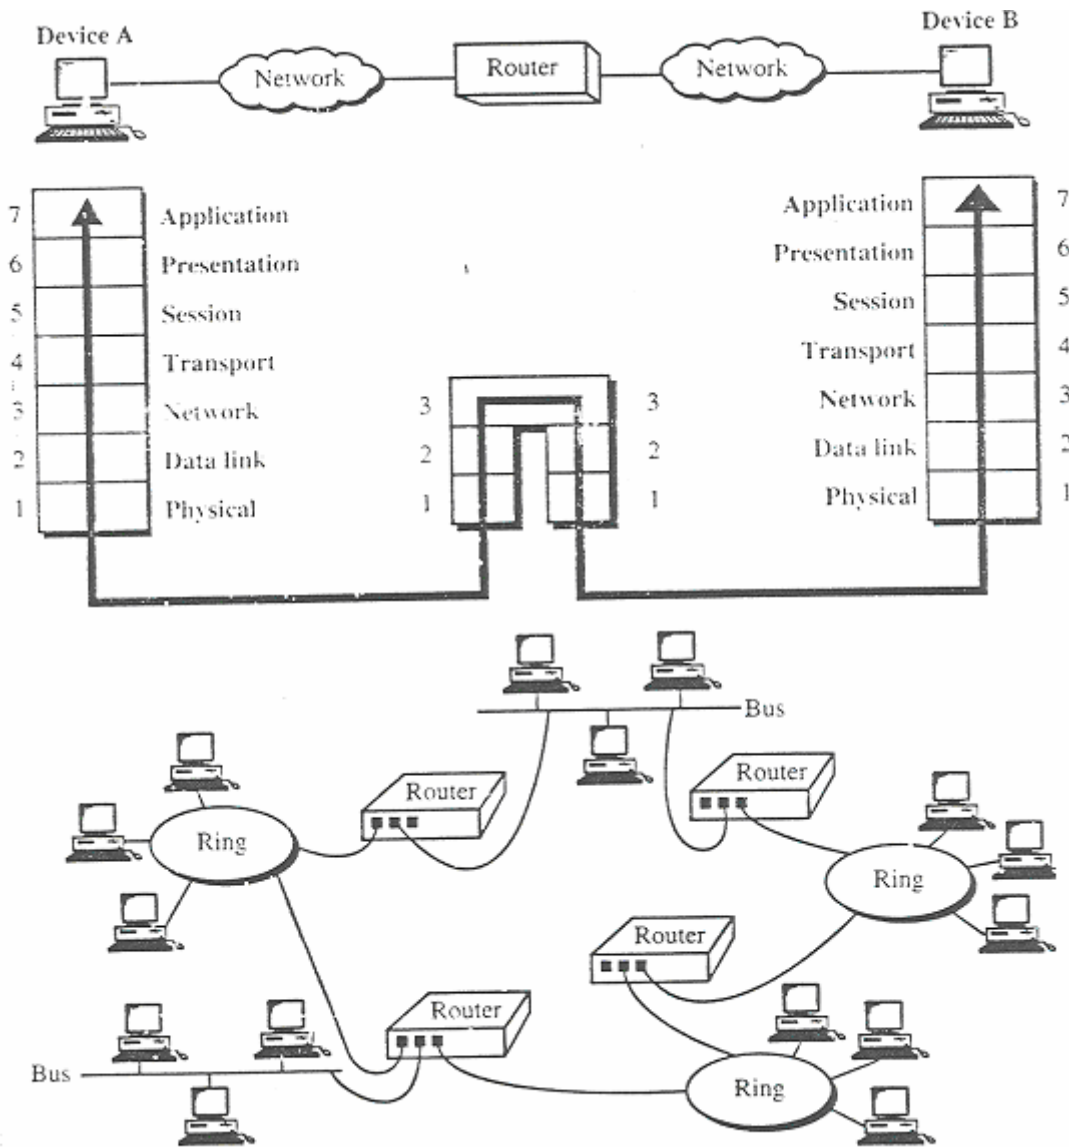 Device A
Device B
Network
Router
Network
7 Application
6 Presentation
5 Session
4 Transport
3 Network
2 Data link
1 Physical
3 3
2 2
1 1
Application 7
Presentation 6
Session 5
Transport 4
Network 3
Data link 2
Physical 1
Bus
Router
Router
Ring
Ring
Router
Router
Bus
Ring